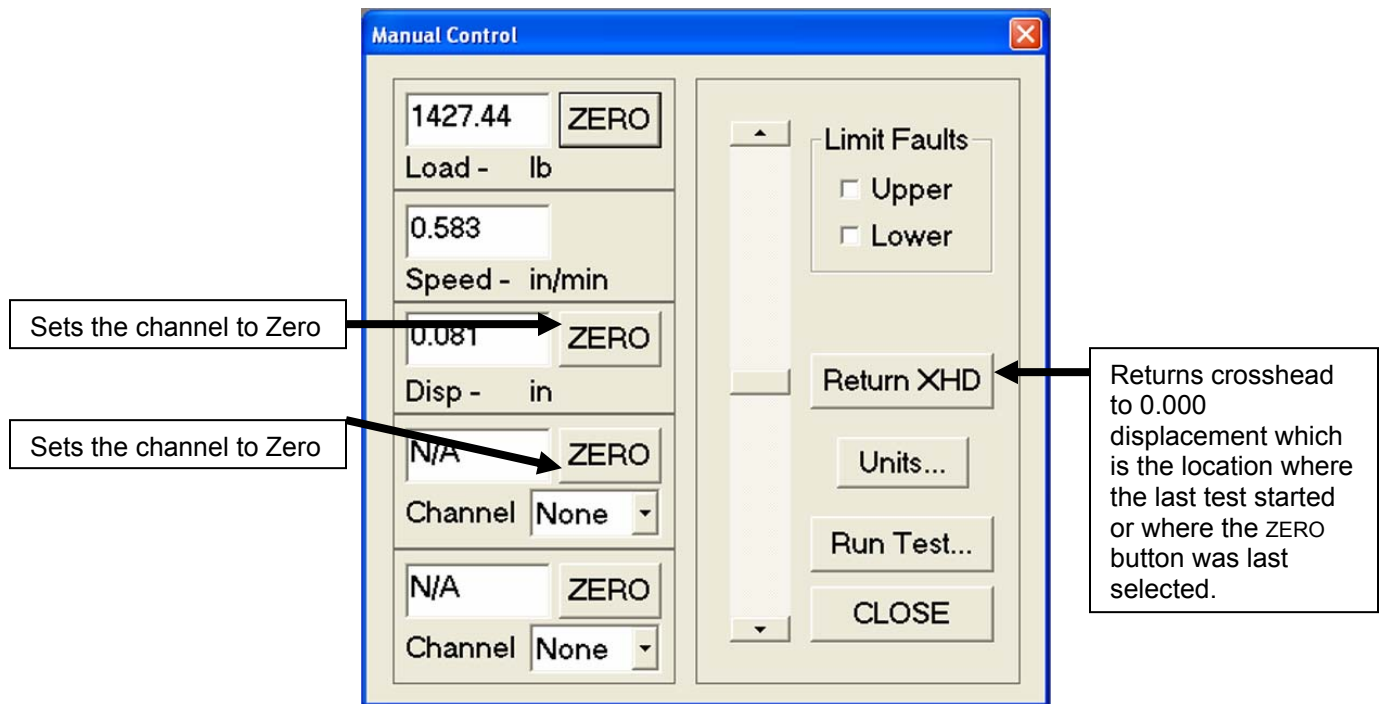 Manual Control
1427.44 ZERO
Load - lb
0.583
Speed - in/min
0.081 ZERO
Disp - in
N/A ZERO
Channel None
N/A ZERO
Channel None
Limit Faults
Upper
Lower
Return XHD
Units...
Run Test...
CLOSE
Sets the channel to Zero
Sets the channel to Zero
Returns crosshead
to 0.000
displacement which
is the location where
the last test started
or where the ZERO
button was last
selected.